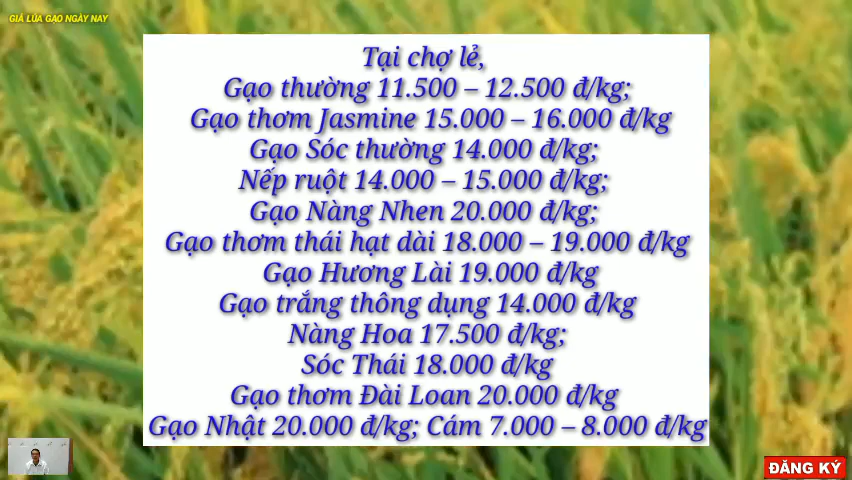 GIÁ LÚA GẠO NGÀY NAY
Tại chợ lẻ,
Gạo thường 11.500 – 12.500 đ/kg;
Gạo thơm Jasmine 15.000 – 16.000 đ/kg
Gạo Sóc thường 14.000 đ/kg;
Nếp ruột 14.000 – 15.000 đ/kg;
Gạo Nàng Nhen 20.000 đ/kg;
Gạo thơm thái hạt dài 18.000 – 19.000 đ/kg
Gạo Hương Lài 19.000 đ/kg
Gạo trắng thông dụng 14.000 đ/kg
Nàng Hoa 17.500 đ/kg;
Sóc Thái 18.000 đ/kg
Gạo thơm Đài Loan 20.000 đ/kg
Gạo Nhật 20.000 đ/kg; Cám 7.000 – 8.000 đ/kg
ĐĂNG KÝ